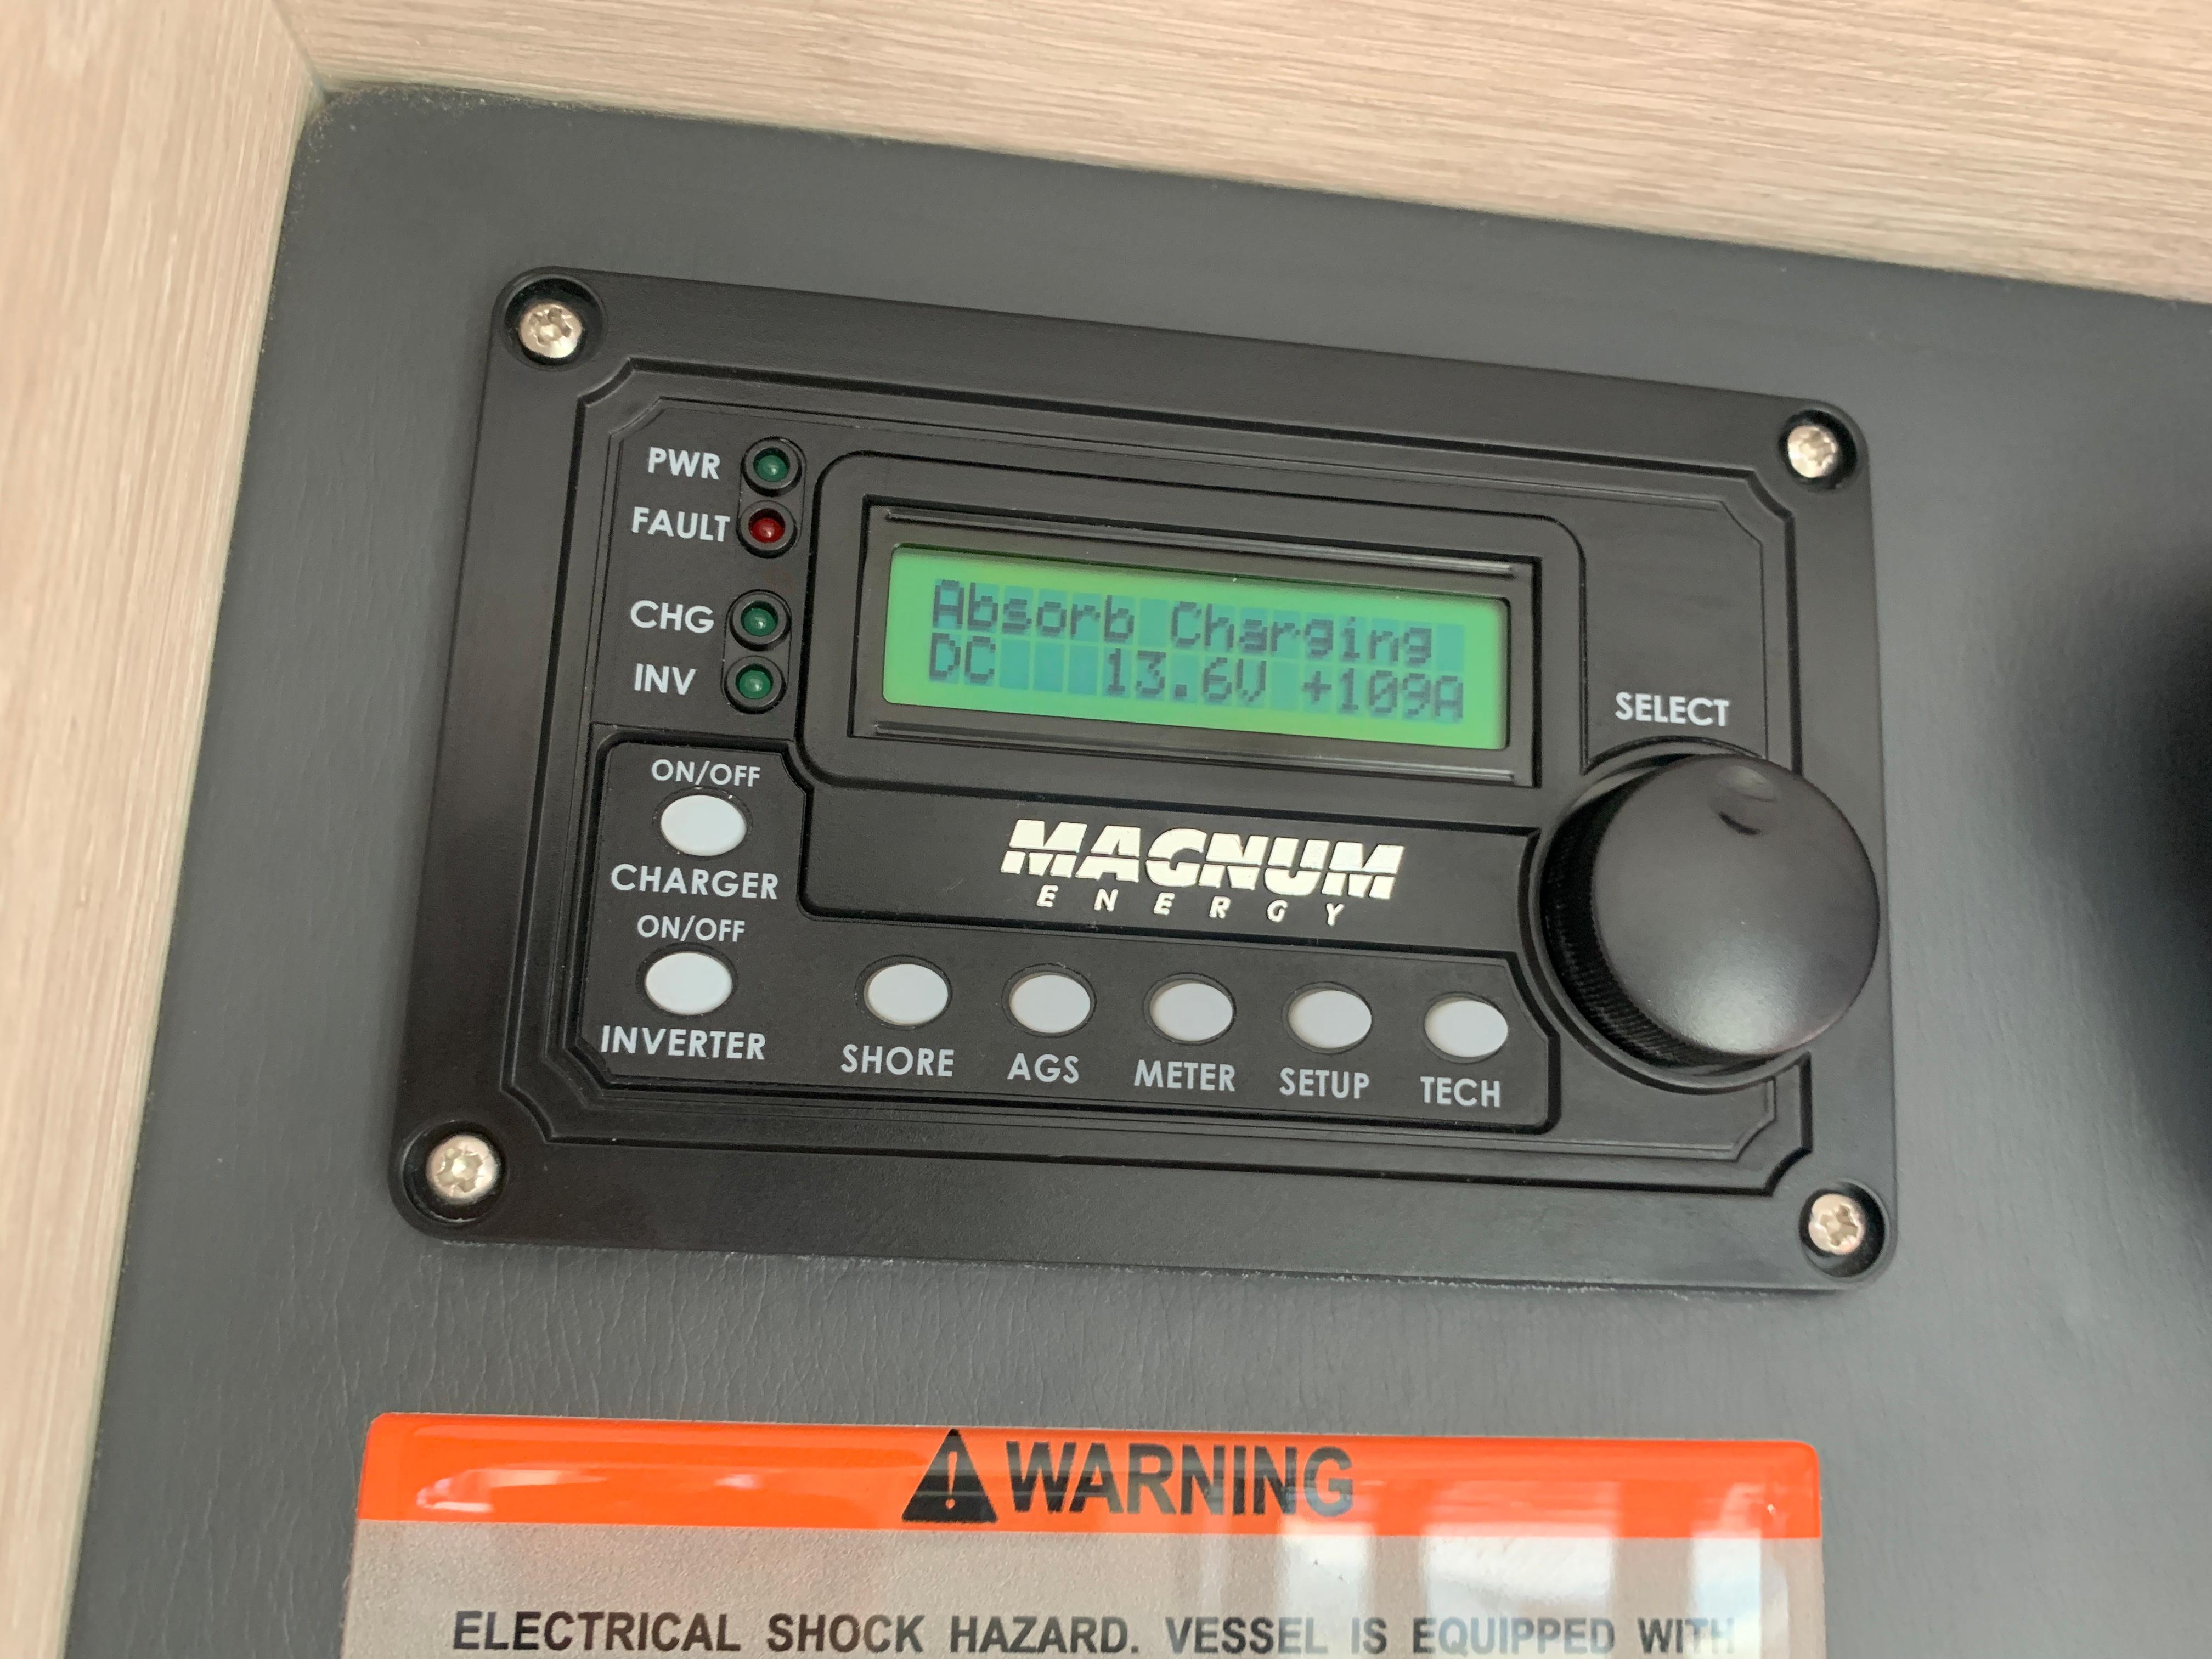 PWR
FAULT
CHG
INV
Absorb Charging
DC 13.6V +109A
SELECT
ON/OFF
CHARGER
ON/OFF
INVERTER
MAGNUM
ENERGY
SHORE
AGS
METER
SETUP
TECH
WARNING
ELECTRICAL SHOCK HAZARD. VESSEL IS EQUIPPED WITH